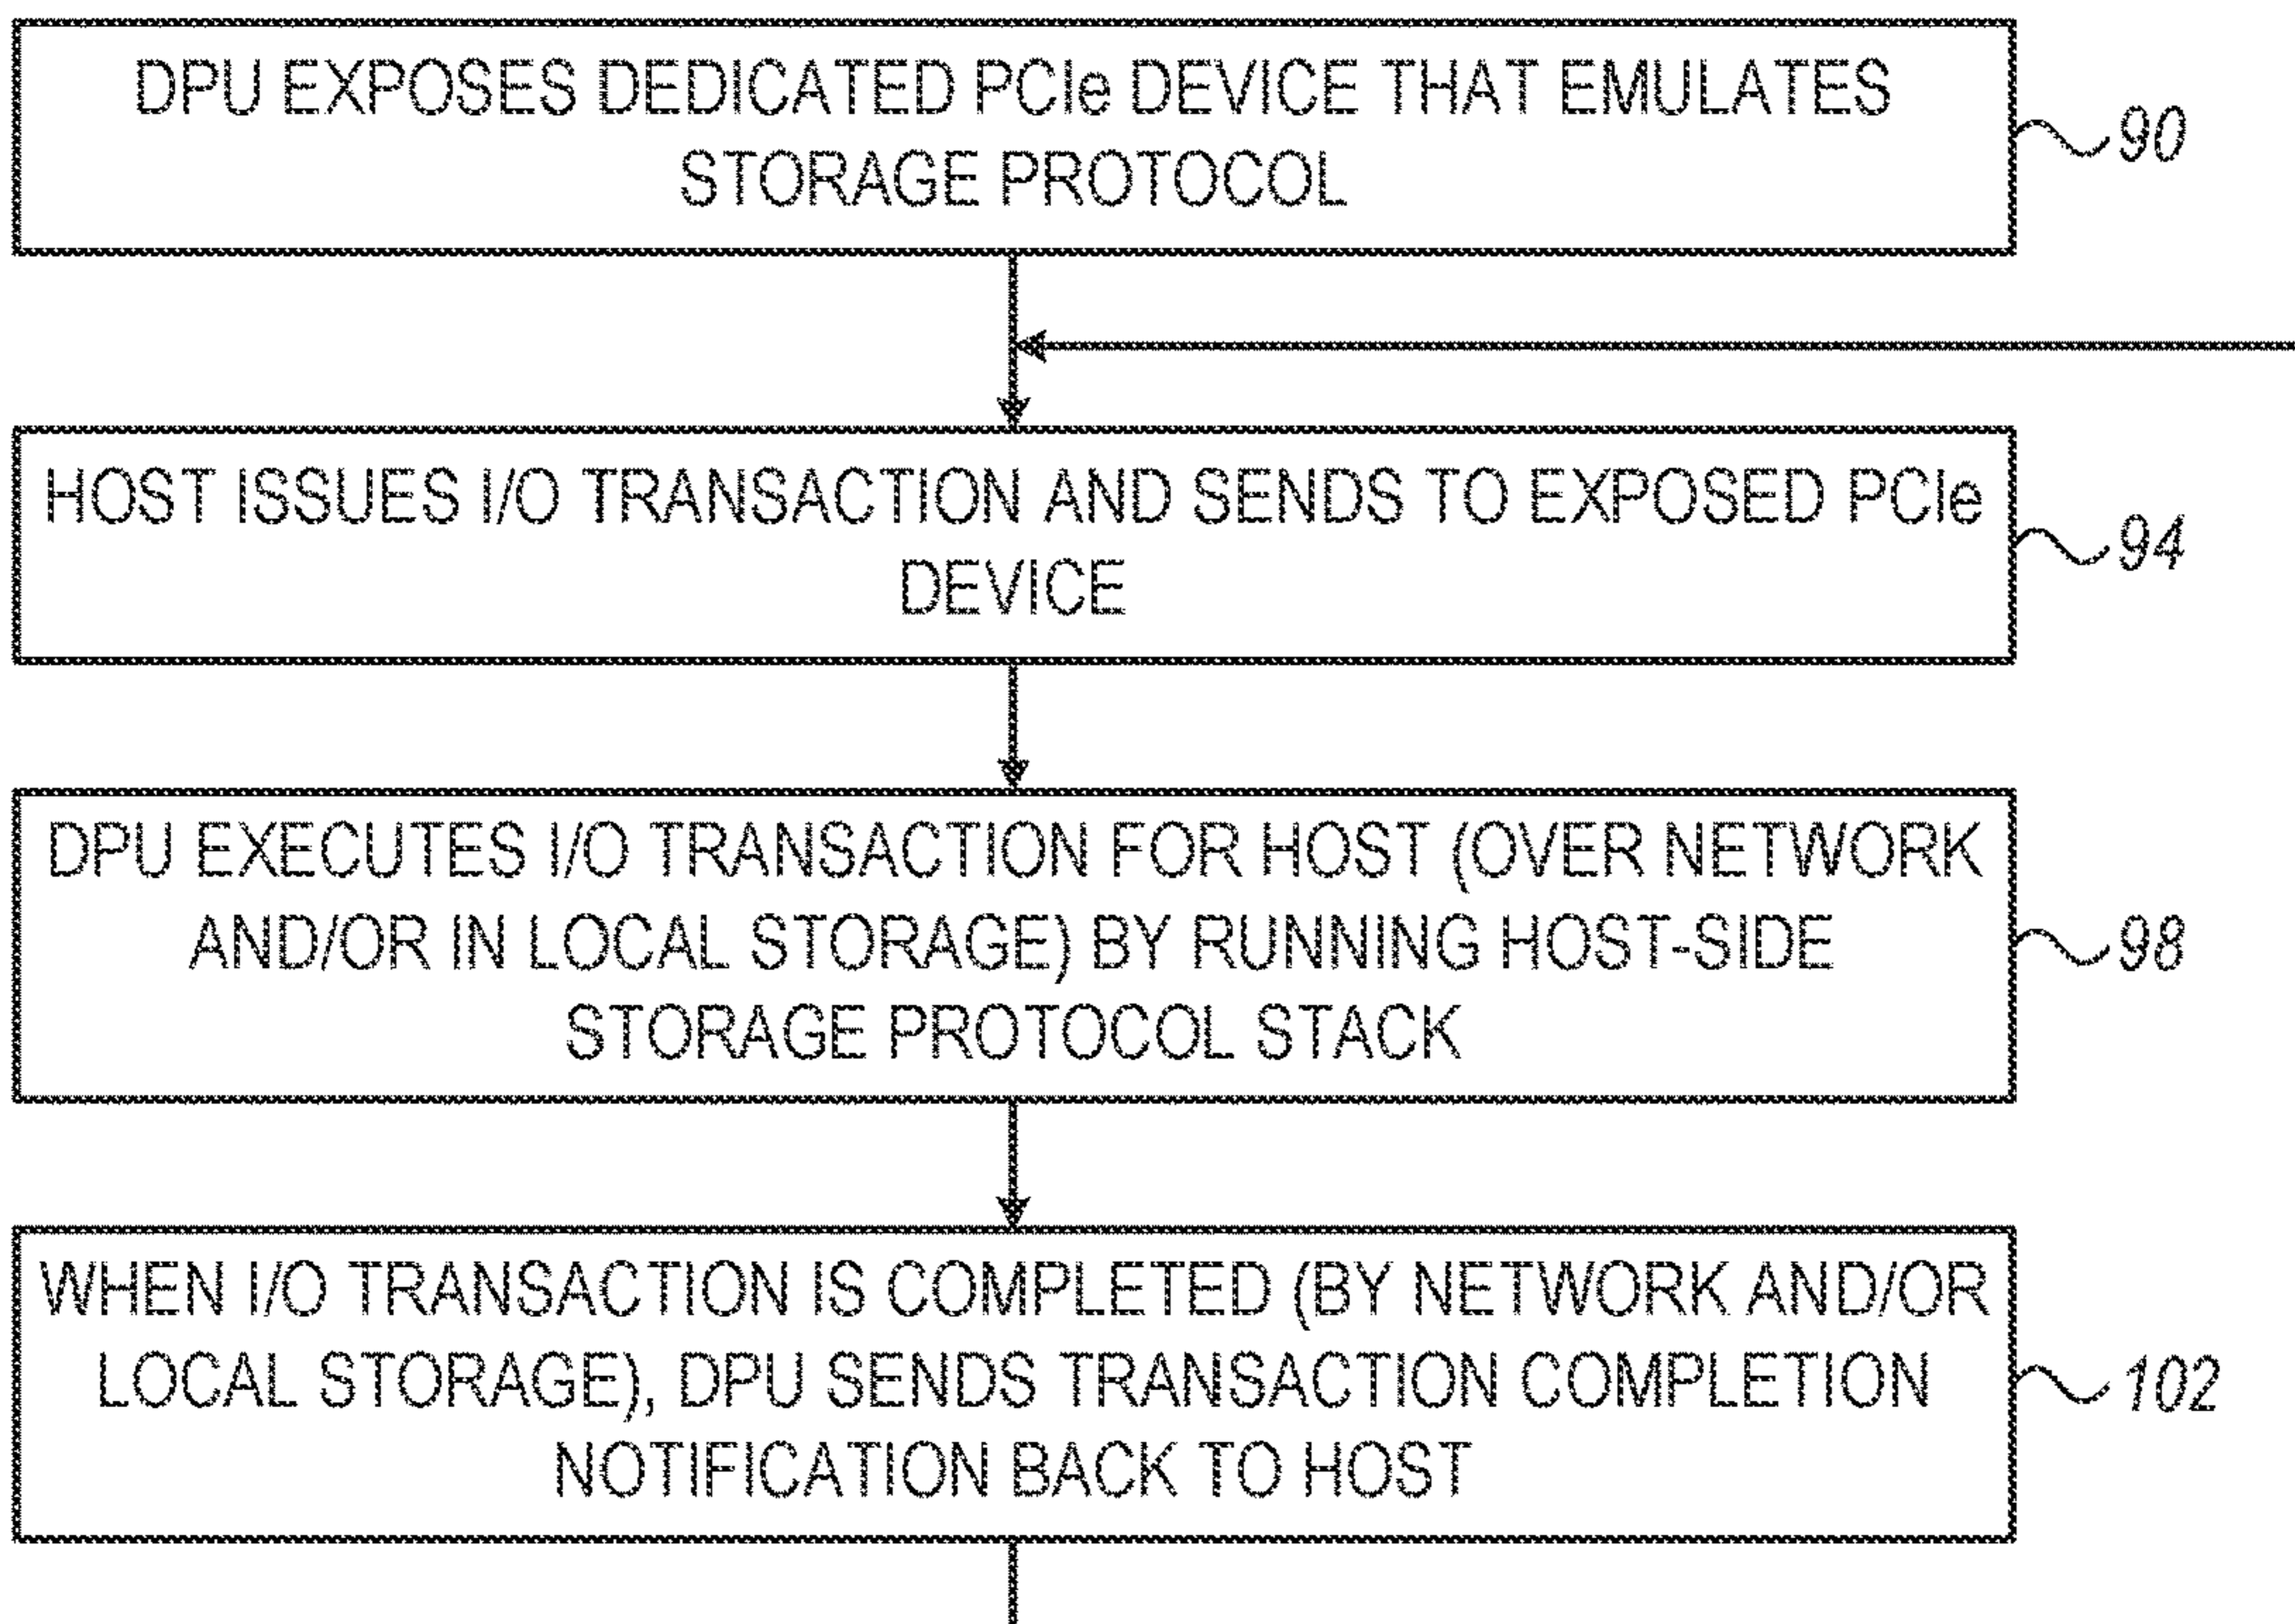 DPU EXPOSES DEDICATED PCIe DEVICE THAT EMULATES
STORAGE PROTOCOL
90
HOST ISSUES I/O TRANSACTION AND SENDS TO EXPOSED PCIe
DEVICE
94
DPU EXECUTES I/O TRANSACTION FOR HOST (OVER NETWORK
AND/OR IN LOCAL STORAGE) BY RUNNING HOST-SIDE
STORAGE PROTOCOL STACK
98
WHEN I/O TRANSACTION IS COMPLETED (BY NETWORK AND/OR
LOCAL STORAGE), DPU SENDS TRANSACTION COMPLETION
NOTIFICATION BACK TO HOST
102